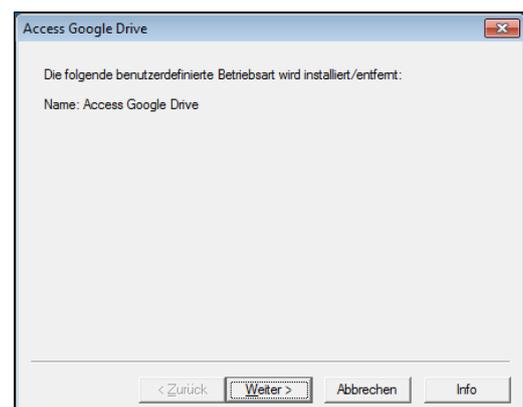 Access Google Drive
Die folgende benutzerdefinierte Betriebsart wird installiert/entfernt:
Name: Access Google Drive
< Zurück
Weiter >
Abbrechen
Info